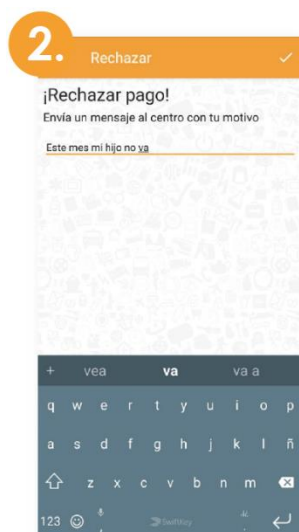 2.
Rechazar
¡Rechazar pago!
Envía un mensaje al centro con tu motivo
Este mes mi hijo no va
+ vea va va a
q w e r t y u i o p
a s d f g h j k l ñ
z x c v b n m
123 , SwiftKey .